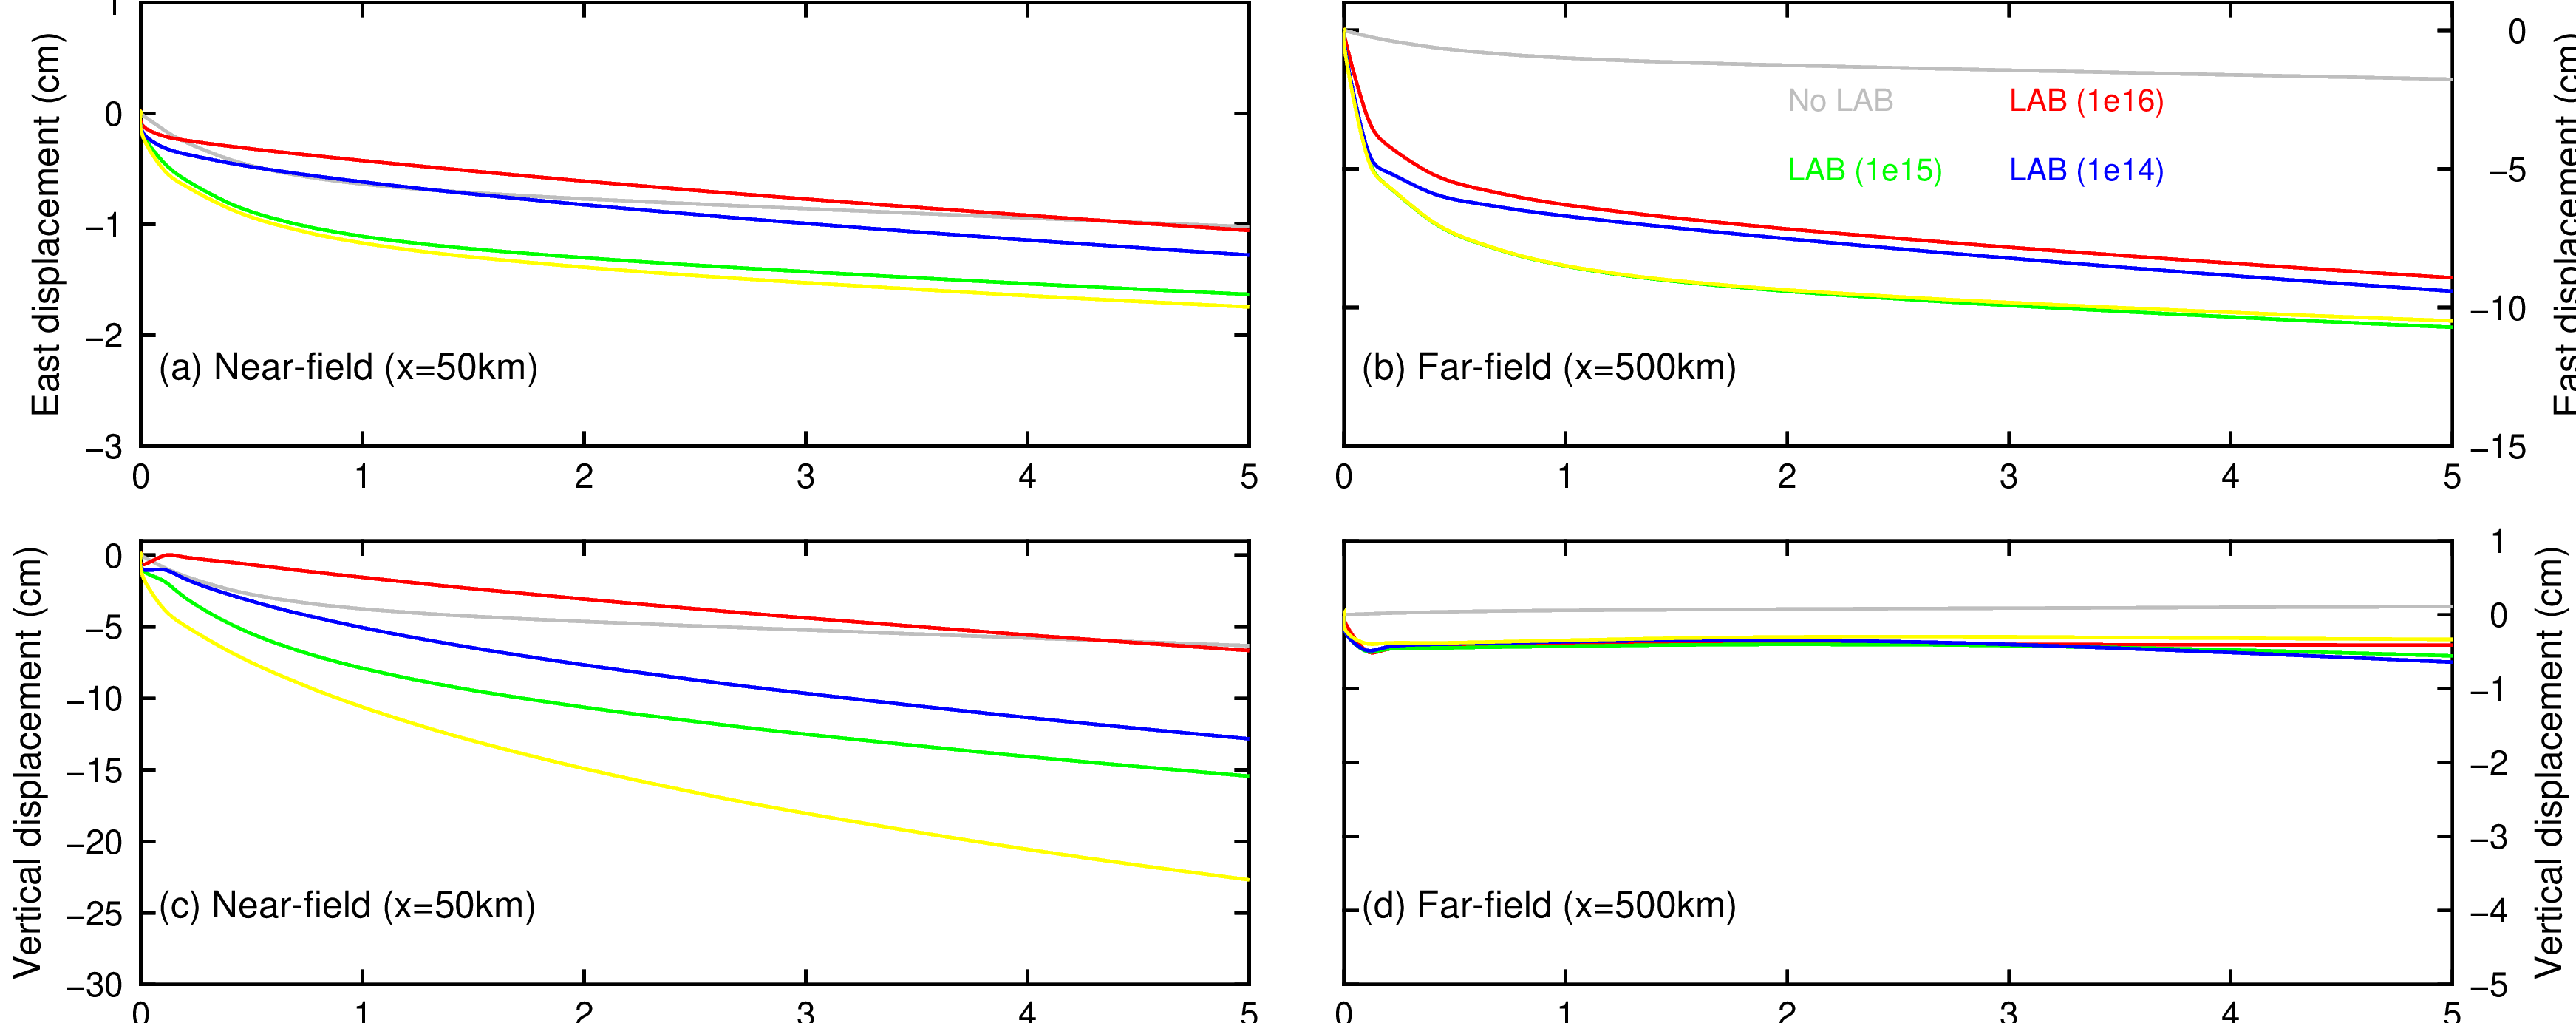 East displacement (cm)
0
−1
−2
−3
(a) Near-field (x=50km)
0 1 2 3 4 5
No LAB LAB (1e16)
LAB (1e15) LAB (1e14)
(b) Far-field (x=500km)
0 1 2 3 4 5
0
−5
−10
−15
East displacement (cm)
Vertical displacement (cm)
0
−5
−10
−15
−20
−25
−30
(c) Near-field (x=50km)
0 1 2 3 4 5
(d) Far-field (x=500km)
0 1 2 3 4 5
1
0
−1
−2
−3
−4
−5
Vertical displacement (cm)